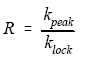 R = k_peak / k_lock